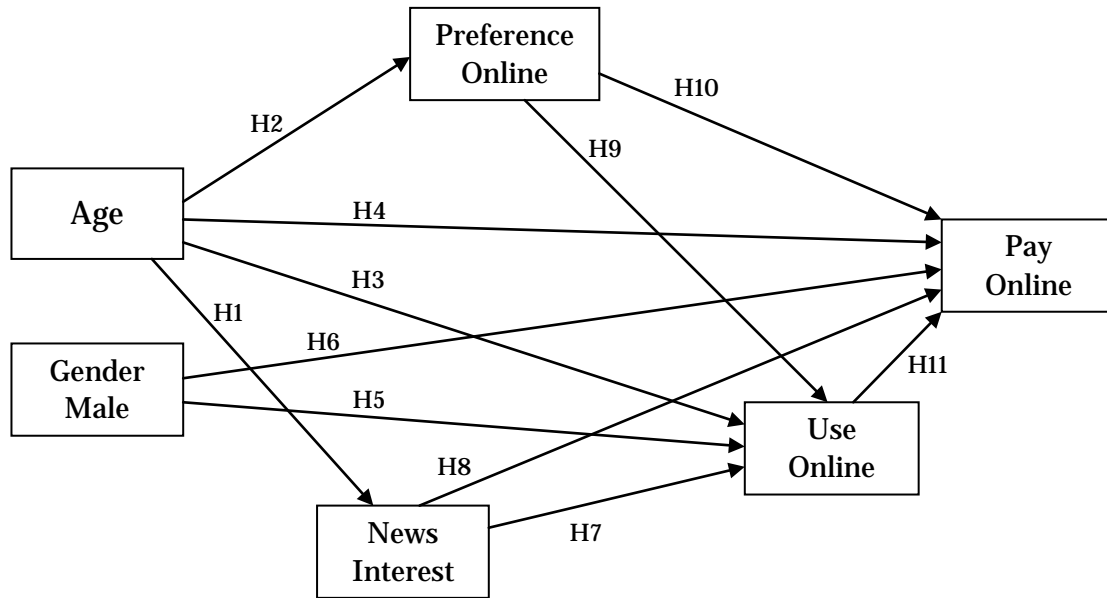 Preference
Online
H10
H2
H9
Age
H4
Pay
Online
H3
H1
H6
Gender
Male
H5
H11
Use
Online
H8
News
Interest
H7